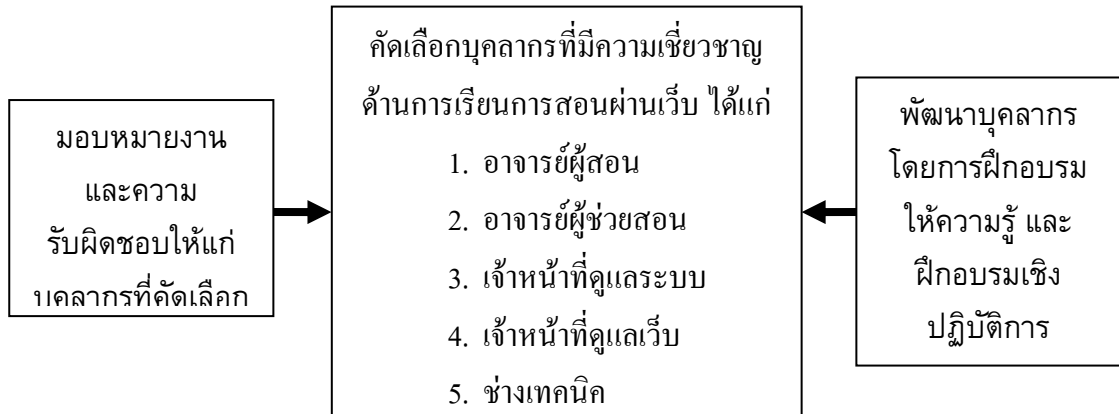 มอบหมายงาน
และความ
รับผิดชอบให้แก่
บุคลากรที่คัดเลือก
คัดเลือกบุคลากรที่มีความเชี่ยวชาญ
ด้านการเรียนการสอนผ่านเว็บ ได้แก่
1. อาจารย์ผู้สอน
2. อาจารย์ผู้ช่วยสอน
3. เจ้าหน้าที่ดูแลระบบ
4. เจ้าหน้าที่ดูแลเว็บ
5. ช่างเทคนิค
พัฒนาบุคลากร
โดยการฝึกอบรม
ให้ความรู้ และ
ฝึกอบรมเชิง
ปฏิบัติการ